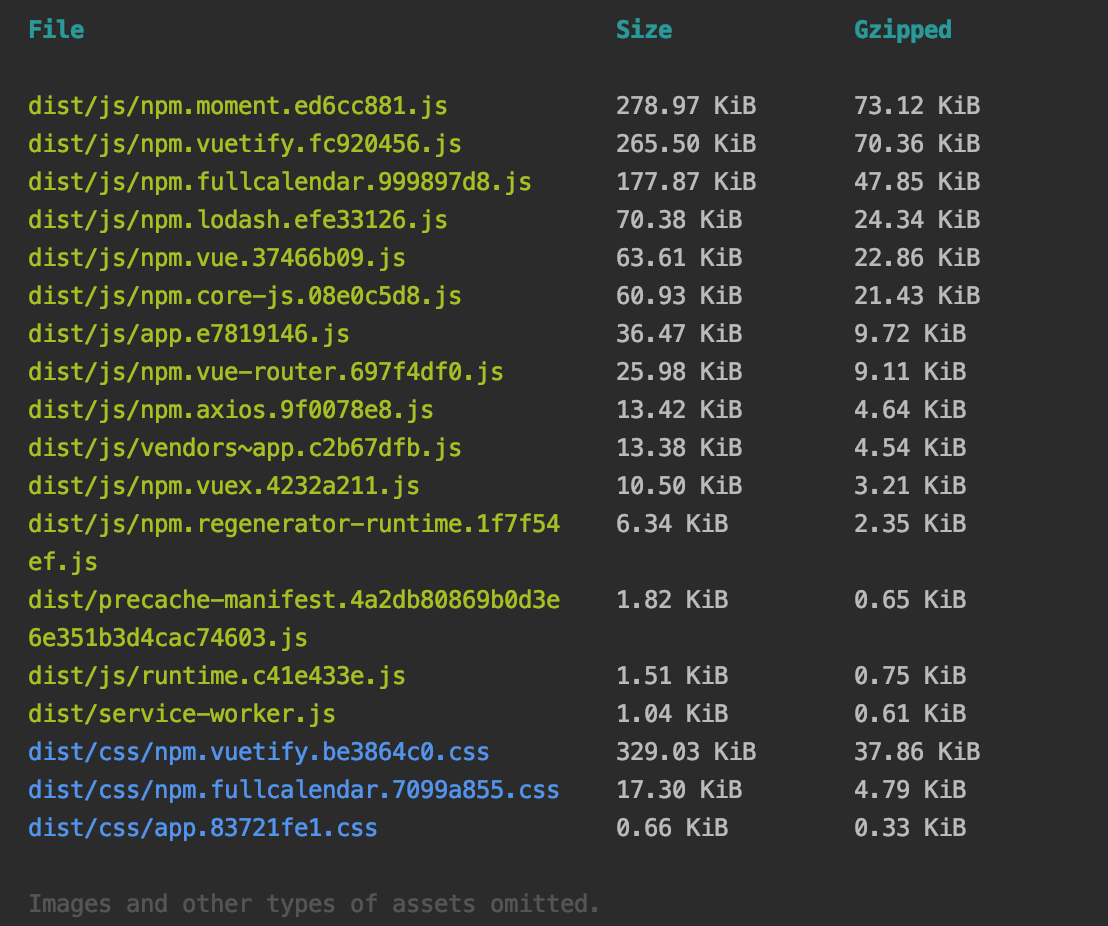 File Size Gzipped
dist/js/npm.moment.ed6cc881.js 278.97 KiB 73.12 KiB
dist/js/npm.vuetify.fc920456.js 265.50 KiB 70.36 KiB
dist/js/npm.fullcalendar.999897d8.js 177.87 KiB 47.85 KiB
dist/js/npm.lodash.efe33126.js 70.38 KiB 24.34 KiB
dist/js/npm.vue.37466b09.js 63.61 KiB 22.86 KiB
dist/js/npm.core-js.08e0c5d8.js 60.93 KiB 21.43 KiB
dist/js/app.e7819146.js 36.47 KiB 9.72 KiB
dist/js/npm.vue-router.697f4df0.js 25.98 KiB 9.11 KiB
dist/js/npm.axios.9f0078e8.js 13.42 KiB 4.64 KiB
dist/js/vendors~app.c2b67dfb.js 13.38 KiB 4.54 KiB
dist/js/npm.vuex.4232a211.js 10.50 KiB 3.21 KiB
dist/js/npm.regenerator-runtime.1f7f54 6.34 KiB 2.35 KiB
ef.js
dist/precache-manifest.4a2db80869b0d3e 1.82 KiB 0.65 KiB
6e351b3d4cac74603.js
dist/js/runtime.c41e433e.js 1.51 KiB 0.75 KiB
dist/service-worker.js 1.04 KiB 0.61 KiB
dist/css/npm.vuetify.be3864c0.css 329.03 KiB 37.86 KiB
dist/css/npm.fullcalendar.7099a855.css 17.30 KiB 4.79 KiB
dist/css/app.83721fe1.css 0.66 KiB 0.33 KiB
Images and other types of assets omitted.